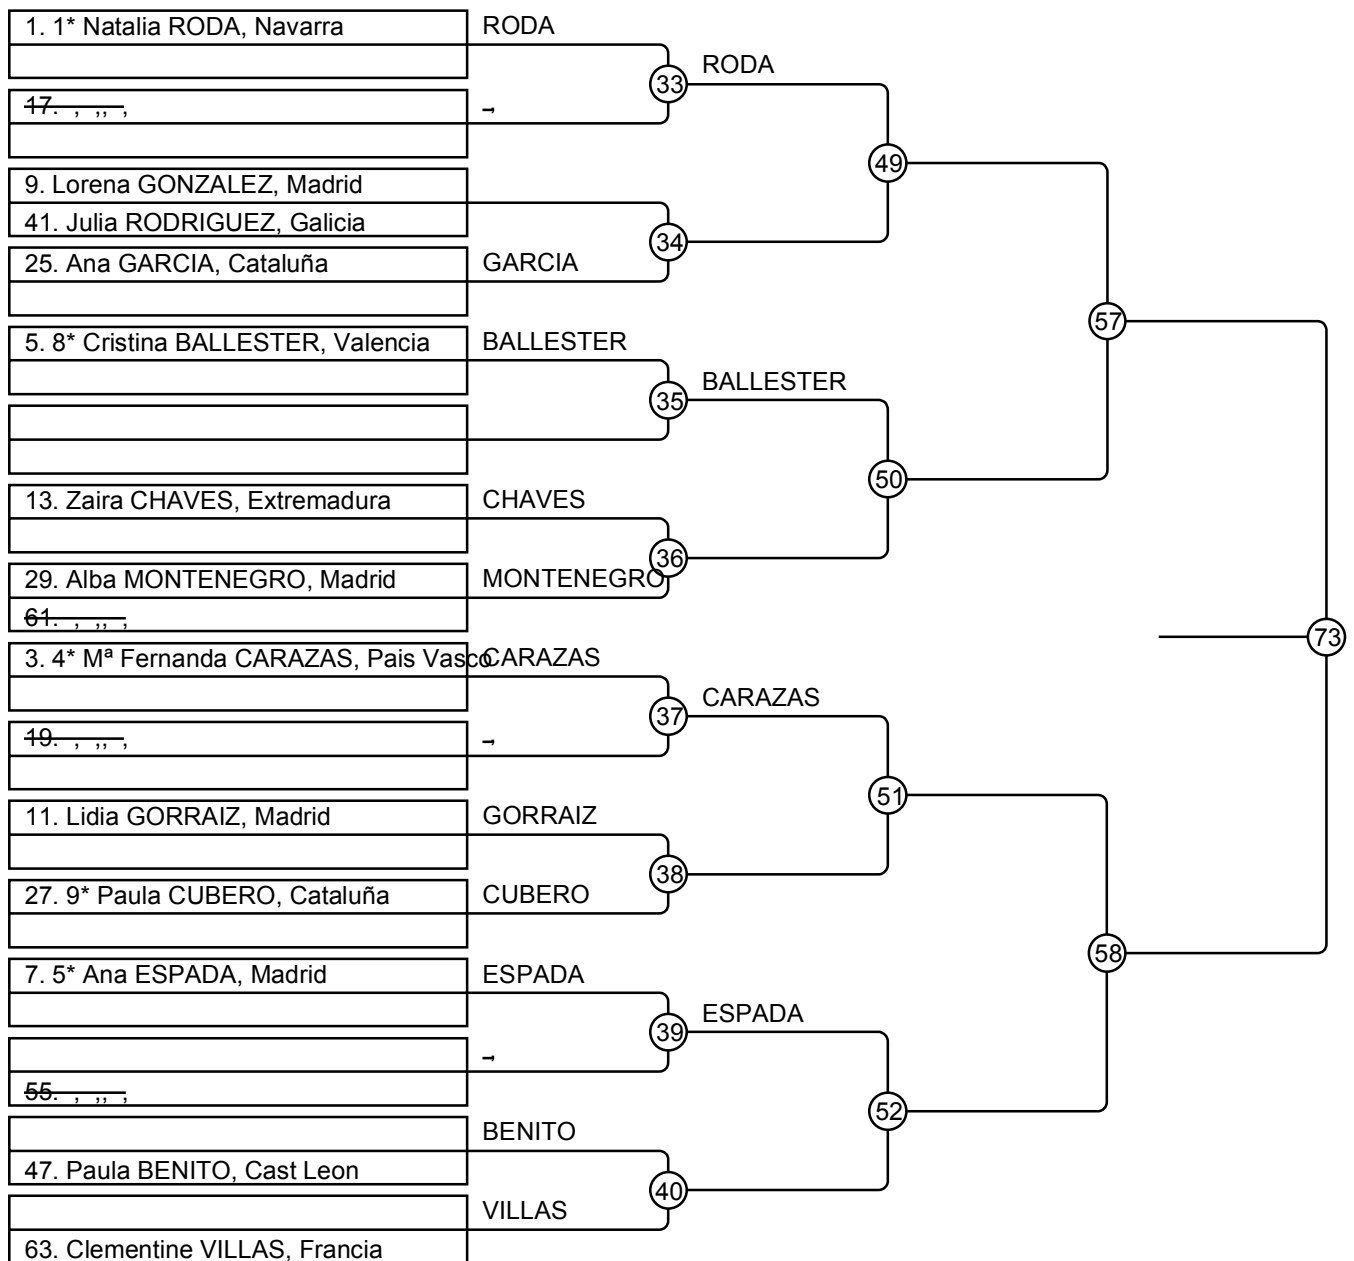 1. 1* Natalia RODA, Navarra RODA
RODA
33
17. , ,, , ,
49
9. Lorena GONZALEZ, Madrid
41. Julia RODRIGUEZ, Galicia
34
25. Ana GARCIA, Cataluña GARCIA
57
5. 8* Cristina BALLESTER, Valencia BALLESTER
BALLESTER
35
50
13. Zaira CHAVES, Extremadura CHAVES
36
29. Alba MONTENEGRO, Madrid MONTENEGRO
61. , ,, ,
73
3. 4* Mª Fernanda CARAZAS, Pais Vasco CARAZAS
CARAZAS
37
19. , ,, , ,
51
11. Lidia GORRAIZ, Madrid GORRAIZ
38
27. 9* Paula CUBERO, Cataluña CUBERO
58
7. 5* Ana ESPADA, Madrid ESPADA
ESPADA
39
,
55. , ,, ,
52
BENITO
47. Paula BENITO, Cast Leon
40
VILLAS
63. Clementine VILLAS, Francia